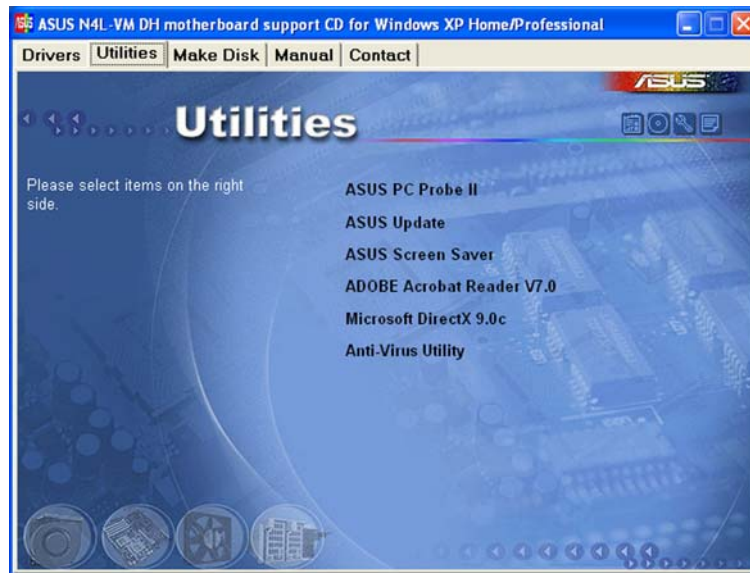 ASUS N4L-VM DH motherboard support CD for Windows XP Home/Professional
Drivers Utilities Make Disk Manual Contact
ASUS
Utilities
Please select items on the right
side.
ASUS PC Probe II
ASUS Update
ASUS Screen Saver
ADOBE Acrobat Reader V7.0
Microsoft DirectX 9.0c
Anti-Virus Utility